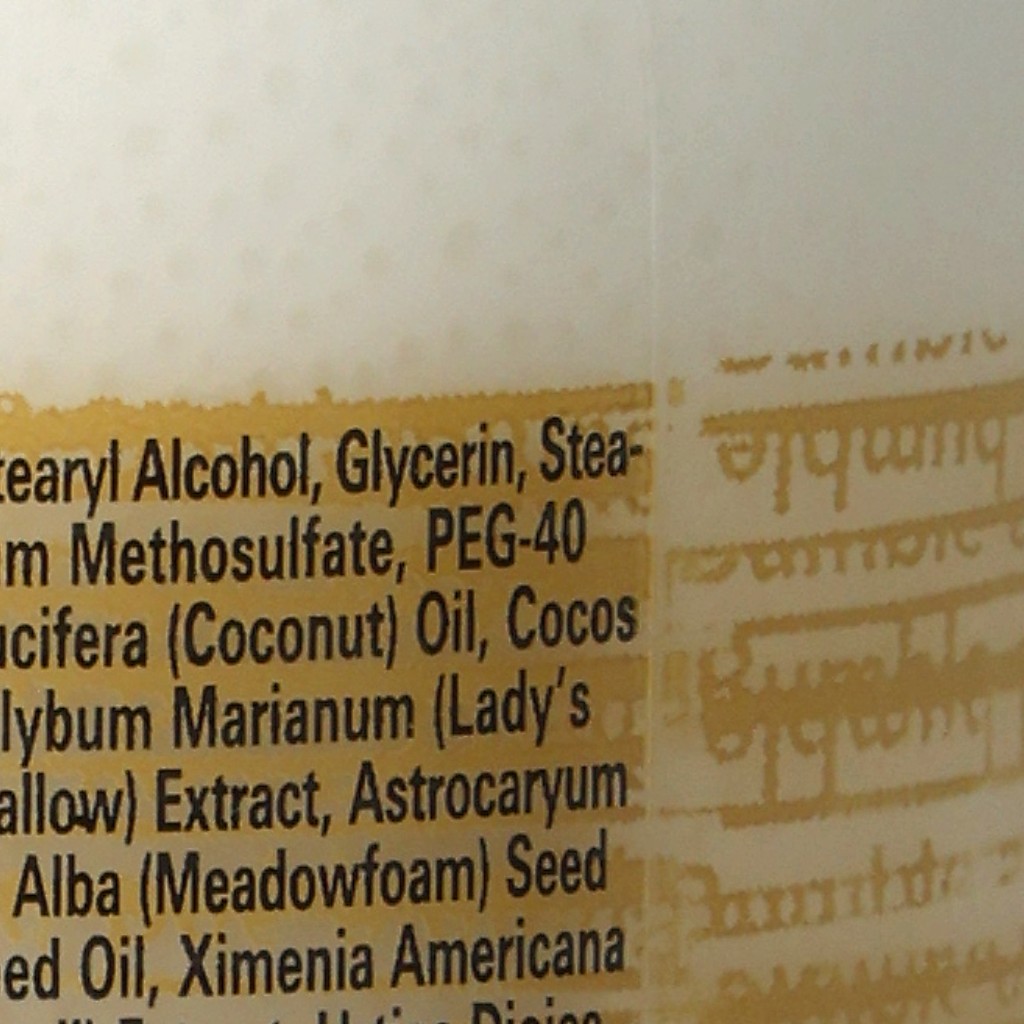 tearyl Alcohol, Glycerin, Stea-
m Methosulfate, PEG-40
ucifera (Coconut) Oil, Cocos
lybum Marianum (Lady's
allow) Extract, Astrocaryum
Alba (Meadowfoam) Seed
ed Oil, Ximenia Americana